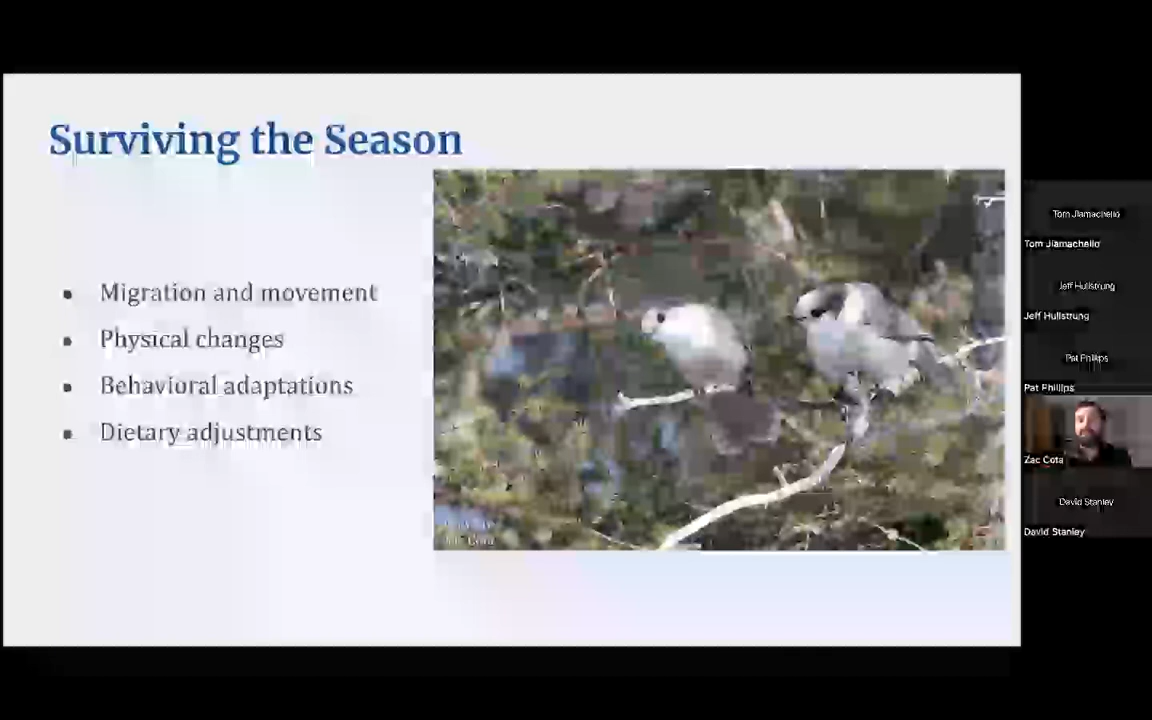 Surviving the Season
• Migration and movement
• Physical changes
• Behavioral adaptations
• Dietary adjustments
Cota
Tom Jiamachello
Tom Jiamachello
Jeff Hullstrung
Jeff Hullstrung
Pat Phillips
Pat Phillips
Zac Cota
David Stanley
David Stanley